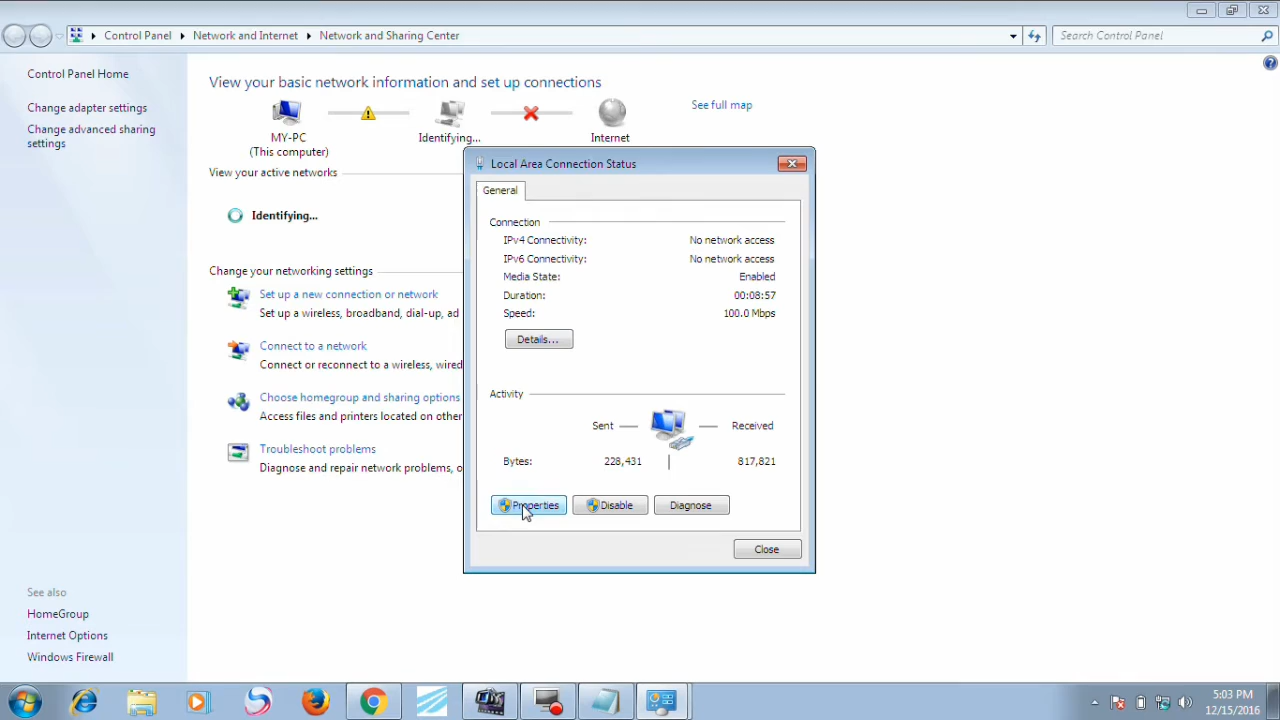 Control Panel Network and Internet Network and Sharing Center
Search Control Panel
Control Panel Home
Change adapter settings
Change advanced sharing
settings
View your basic network information and set up connections
See full map
MY-PC
(This computer)
Identifying...
Internet
View your active networks
Identifying...
Change your networking settings
Set up a new connection or network
Set up a wireless, broadband, dial-up, ad
Connect to a network
Connect or reconnect to a wireless, wired
Choose homegroup and sharing options
Access files and printers located on other
Troubleshoot problems
Diagnose and repair network problems, o
Local Area Connection Status
General
Connection
IPv4 Connectivity: No network access
IPv6 Connectivity: No network access
Media State: Enabled
Duration: 00:08:57
Speed: 100.0 Mbps
Details...
Activity
Sent Received
Bytes: 228,431 817,821
Properties Disable Diagnose
Close
See also
HomeGroup
Internet Options
Windows Firewall
5:03 PM
12/15/2016